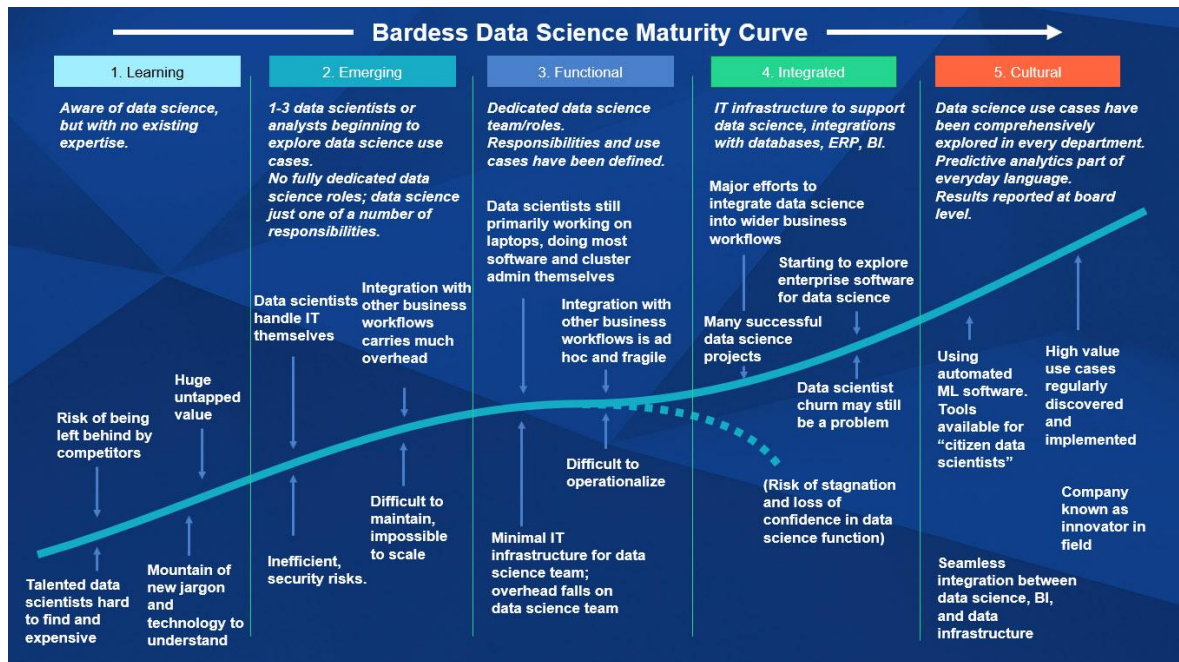 Bardess Data Science Maturity Curve
1. Learning
Aware of data science,
but with no existing
expertise.
Risk of being
left behind by
competitors
Huge
untapped
value
Talented data
scientists hard
to find and
expensive
Mountain of
new jargon
and
technology to
understand
2. Emerging
1-3 data scientists or
analysts beginning to
explore data science use
cases.
No fully dedicated data
science roles; data science
just one of a number of
responsibilities.
Data scientists
handle IT
themselves
Integration with
other business
workflows
carries much
overhead
Inefficient,
security risks.
Difficult to
maintain,
impossible
to scale
3. Functional
Dedicated data science
team/roles.
Responsibilities and use
cases have been defined.
Data scientists still
primarily working on
laptops, doing most
software and cluster
admin themselves
Integration with
other business
workflows is ad
hoc and fragile
Difficult to
operationalize
Minimal IT
infrastructure for data
science team;
overhead falls on
data science team
4. Integrated
IT infrastructure to support
data science, integrations
with databases, ERP, BI.
Major efforts to
integrate data science
into wider business
workflows
Starting to explore
enterprise software
for data science
Many successful
data science
projects
Data scientist
churn may still
be a problem
(Risk of stagnation
and loss of
confidence in data
science function)
5. Cultural
Data science use cases have
been comprehensively
explored in every department.
Predictive analytics part of
everyday language.
Results reported at board
level.
Using
automated
ML software.
Tools
available for
“citizen data
scientists”
High value
use cases
regularly
discovered
and
implemented
Company
known as
innovator in
field
Seamless
integration between
data science, BI,
and data
infrastructure